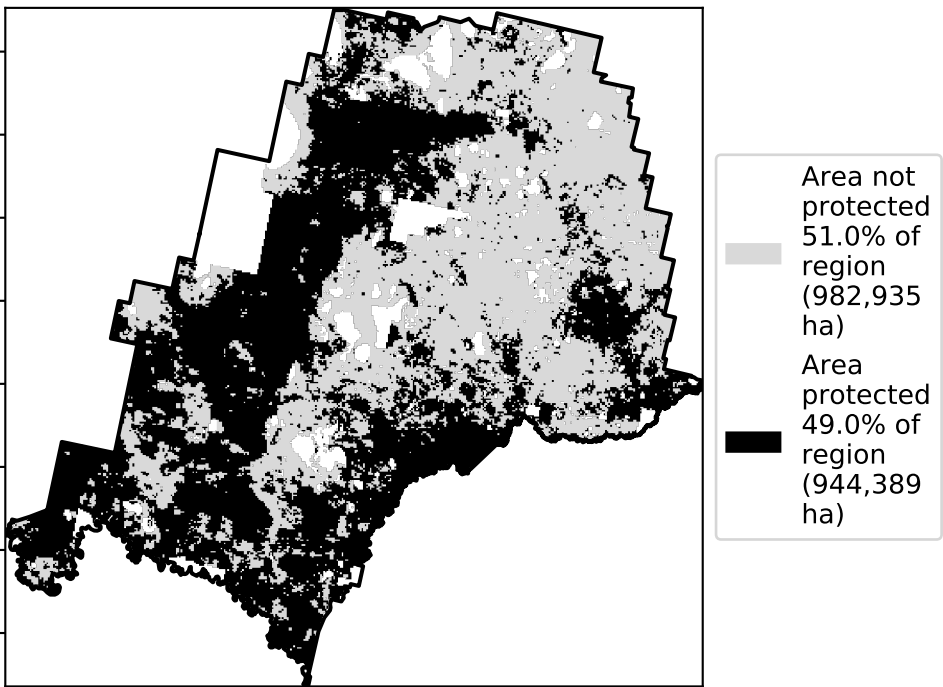 Area not
protected
51.0% of
region
(982,935
ha)
Area
protected
49.0% of
region
(944,389
ha)